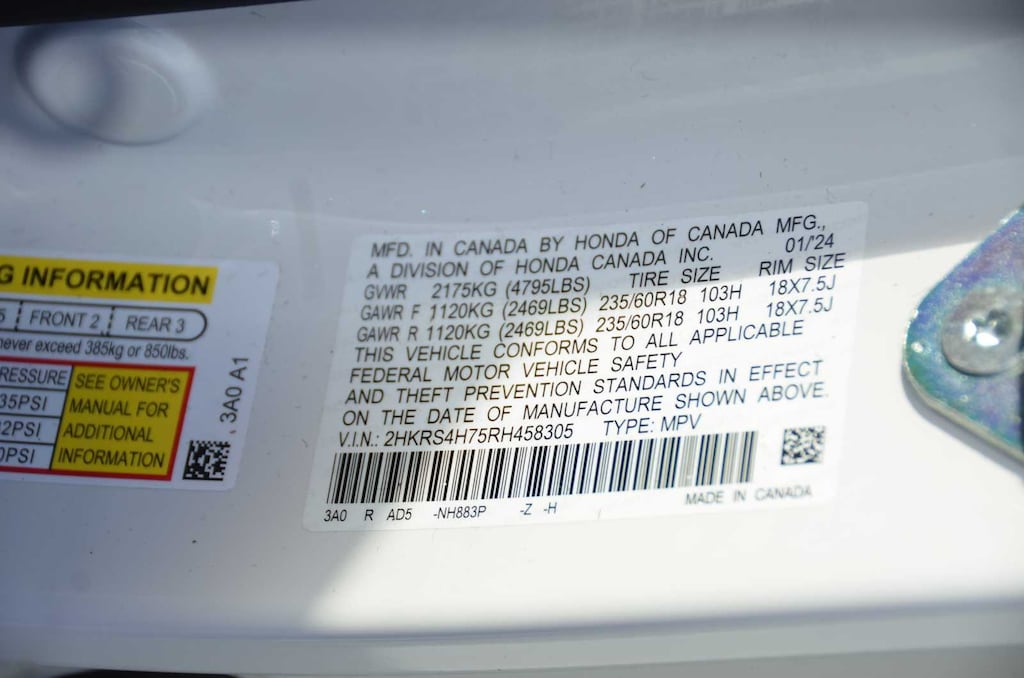 G INFORMATION
5 FRONT 2 REAR 3
never exceed 385kg or 850lbs.
RESSURE SEE OWNER'S
35PSI MANUAL FOR
2PSI ADDITIONAL
0PSI INFORMATION
3A0 A1
MFD. IN CANADA BY HONDA OF CANADA MFG.,
A DIVISION OF HONDA CANADA INC. 01/'24
GVWR 2175KG (4795LBS) TIRE SIZE RIM SIZE
GAWR F 1120KG (2469LBS) 235/60R18 103H 18X7.5J
GAWR R 1120KG (2469LBS) 235/60R18 103H 18X7.5J
THIS VEHICLE CONFORMS TO ALL APPLICABLE
FEDERAL MOTOR VEHICLE SAFETY
AND THEFT PREVENTION STANDARDS IN EFFECT
ON THE DATE OF MANUFACTURE SHOWN ABOVE.
V.I.N.: 2HKRS4H75RH458305 TYPE: MPV
MADE IN CANADA
3A0 R AD5 -NH883P -Z -H